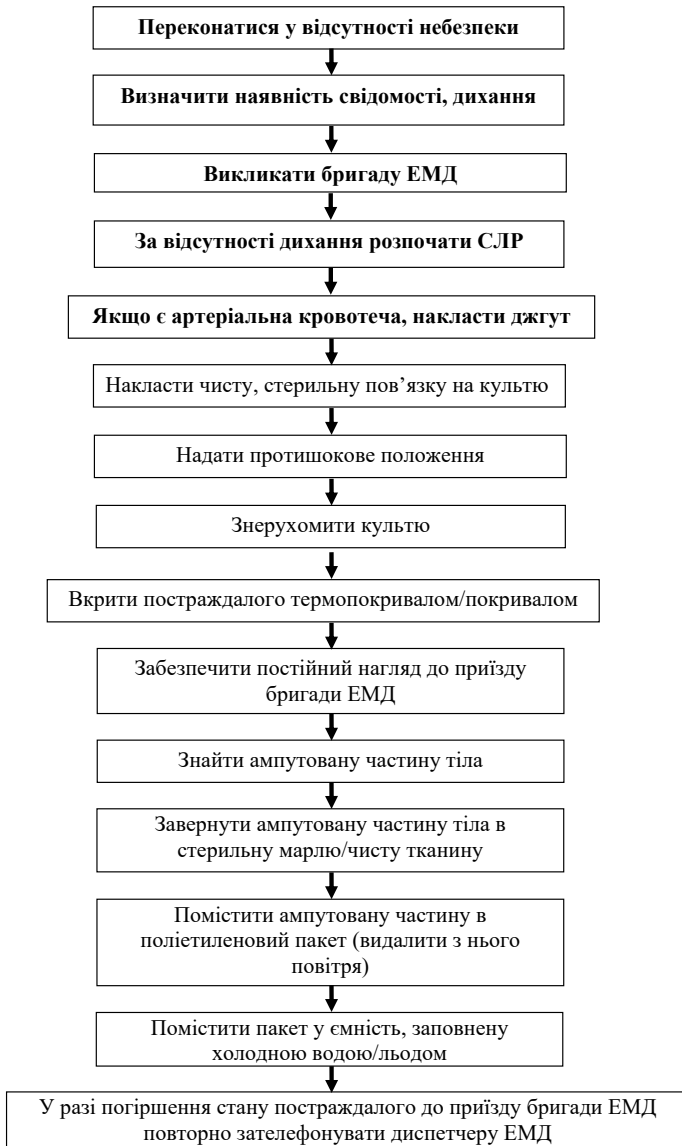 Переконатися у відсутності небезпеки
Визначити наявність свідомості, дихання
Викликати бригаду ЕМД
За відсутності дихання розпочати СЛР
Якщо є артеріальна кровотеча, накласти джгут
Накласти чисту, стерильну пов’язку на культю
Надати протишокове положення
Знерухомити культю
Вкрити постраждалого термопокривалом/покривалом
Забезпечити постійний нагляд до приїзду
бригади ЕМД
Знайти ампутовану частину тіла
Завернути ампутовану частину тіла в
стерильну марлю/чисту тканину
Помістити ампутовану частину в
поліетиленовий пакет (видалити з нього
повітря)
Помістити пакет у ємність, заповнену
холодною водою/льодом
У разі погіршення стану постраждалого до приїзду бригади ЕМД
повторно зателефонувати диспетчеру ЕМД